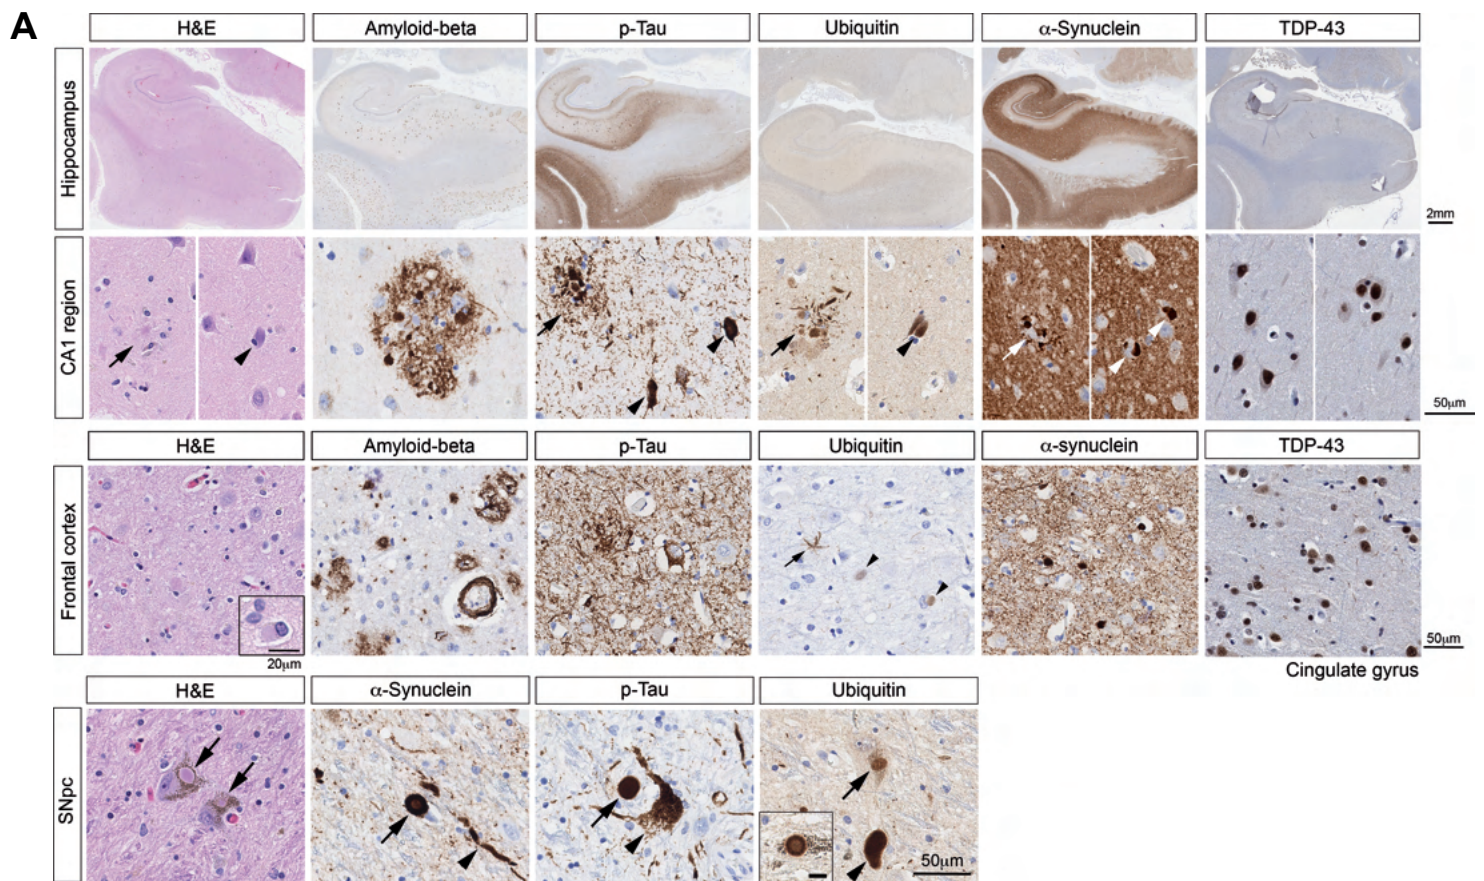 A
H&E Amyloid-beta p-Tau Ubiquitin α-Synuclein TDP-43
Hippocampus
2mm
CA1 region
50μm
H&E Amyloid-beta p-Tau Ubiquitin α-synuclein TDP-43
Frontal cortex
20μm
50μm
Cingulate gyrus
H&E α-Synuclein p-Tau Ubiquitin
SNpc
50μm